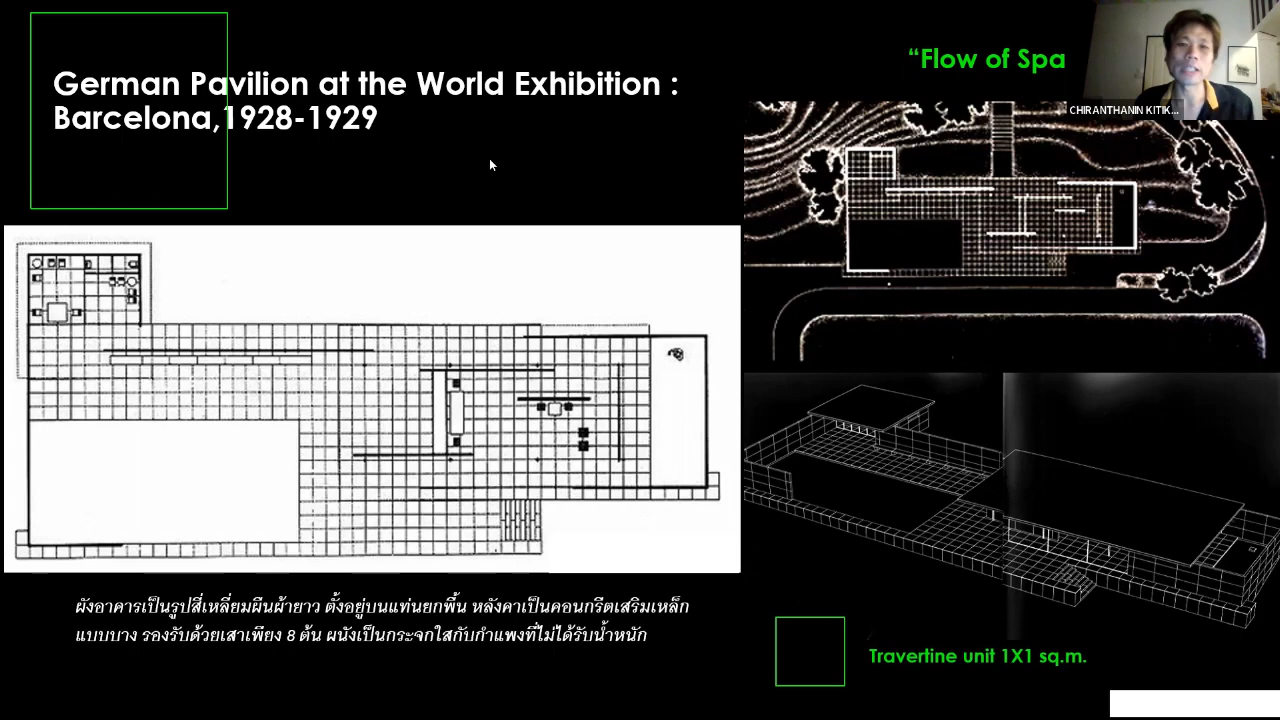 German Pavilion at the World Exhibition :
Barcelona,1928-1929
“Flow of Spa
CHIRANTHANIN KITIK...
ผังอาคารเป็นรูปสี่เหลี่ยมผืนผ้ายาว ตั้งอยู่บนแท่นยกพื้น หลังคาเป็นคอนกรีตเสริมเหล็ก
แบบบาง รองรับด้วยเสาเพียง 8 ต้น ผนังเป็นกระจกใสกับกำแพงที่ไม่ได้รับน้ำหนัก
Travertine unit 1X1 sq.m.